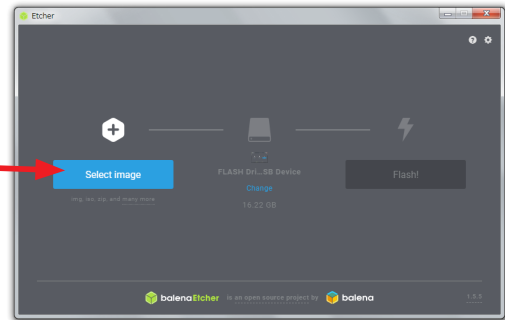 Etcher
Select image
img, iso, zip, and many more
FLASH Dri...SB Device
Change
16.22 GB
Flash!
balenaEtcher is an open source project by balena
1.5.5